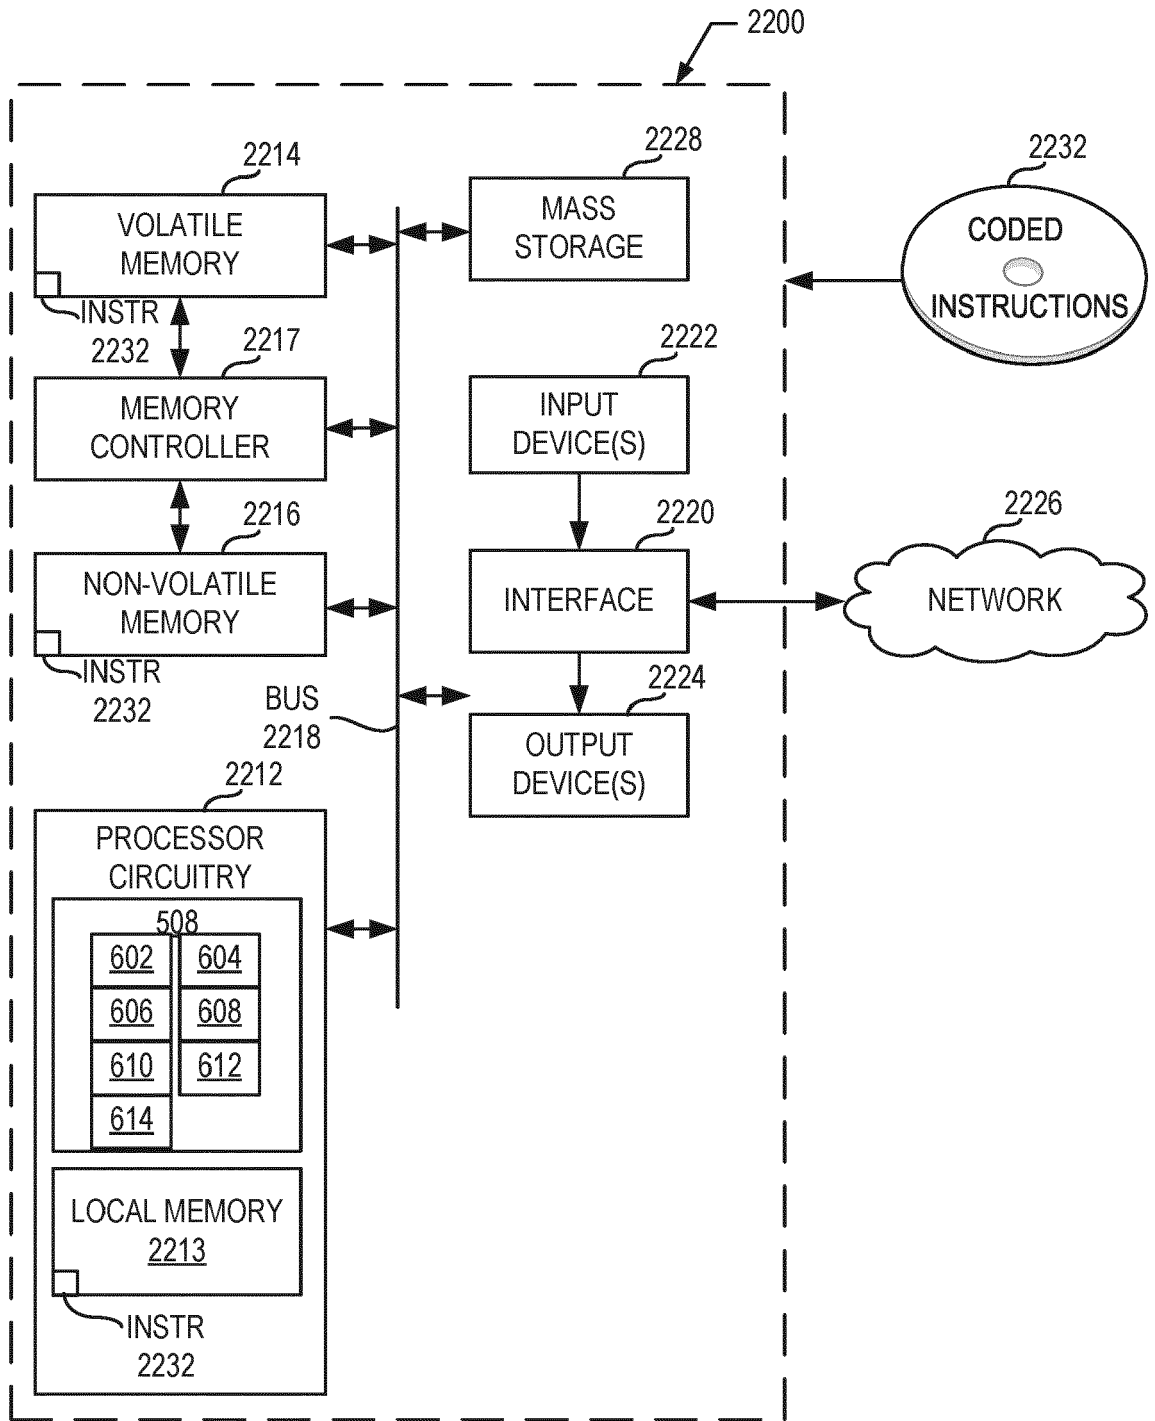 2200
2214
VOLATILE
MEMORY
INSTR
2232
2228
MASS
STORAGE
2232
CODED
INSTRUCTIONS
2217
MEMORY
CONTROLLER
2222
INPUT
DEVICE(S)
2216
NON-VOLATILE
MEMORY
INSTR
2232
2220
INTERFACE
2226
NETWORK
BUS
2218
2224
OUTPUT
DEVICE(S)
2212
PROCESSOR
CIRCUITRY
508
602 604
606 608
610 612
614
LOCAL MEMORY
2213
INSTR
2232